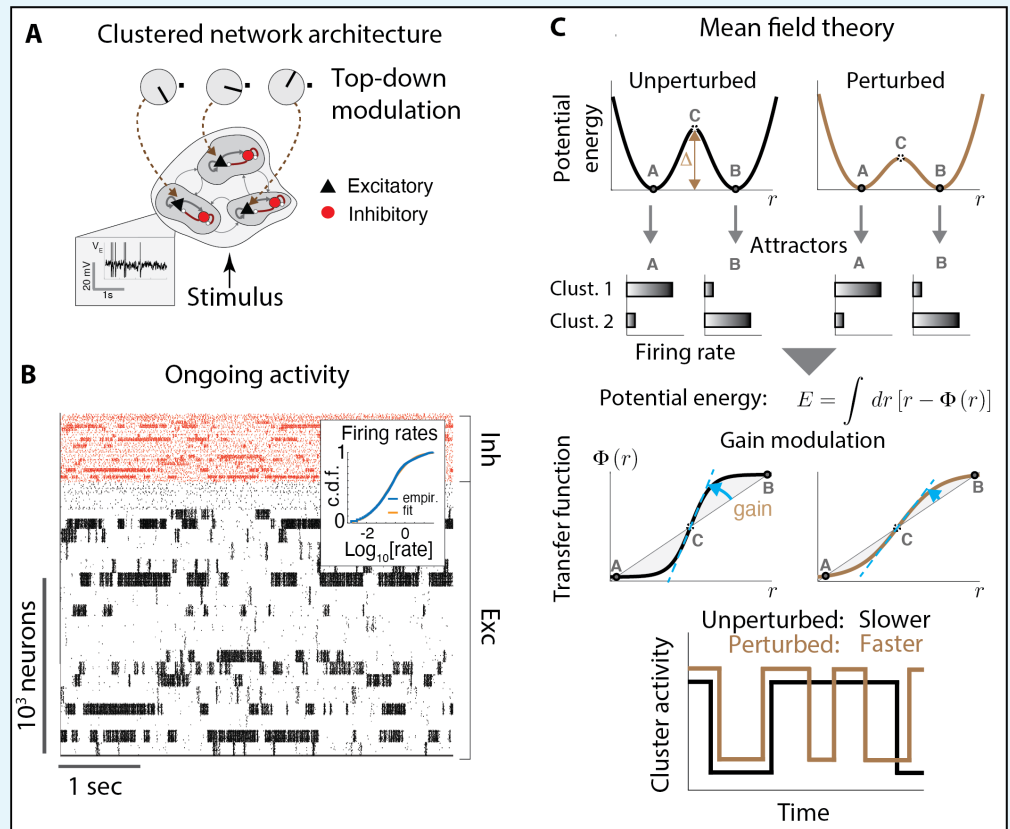 A
Clustered network architecture
Top-down
modulation
Excitatory
Inhibitory
V_E
20 mV
1s
Stimulus
B
Ongoing activity
Firing rates
1
c.d.f.
0
empir.
fit
-2 0
Log₁₀[rate]
Inh
Exc
10³ neurons
1 sec
C
Mean field theory
Unperturbed
Perturbed
Potential
energy
C
Δ
A
B
r
C
A
B
r
Attractors
A B A B
Clust. 1
Clust. 2
Firing rate
Potential energy: E = ∫ dr [r − Φ (r)]
Gain modulation
Transfer function
Φ (r)
A
B
C
gain
r
A
B
C
r
Unperturbed: Slower
Perturbed: Faster
Cluster activity
Time